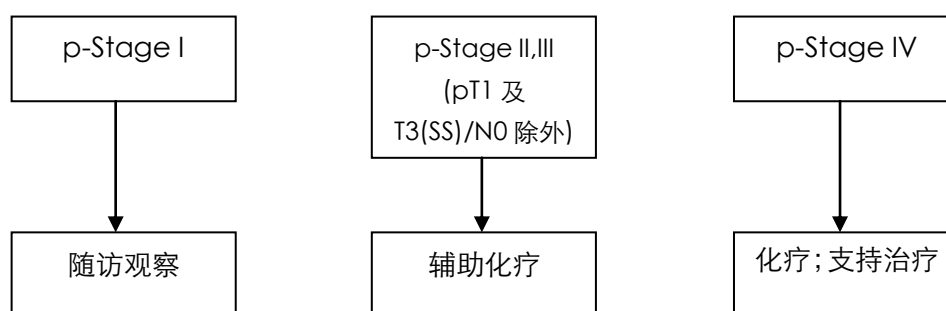 p-Stage I
p-Stage II,III
(pT1 及
T3(SS)/N0 除外)
p-Stage IV
随访观察
辅助化疗
化疗;支持治疗